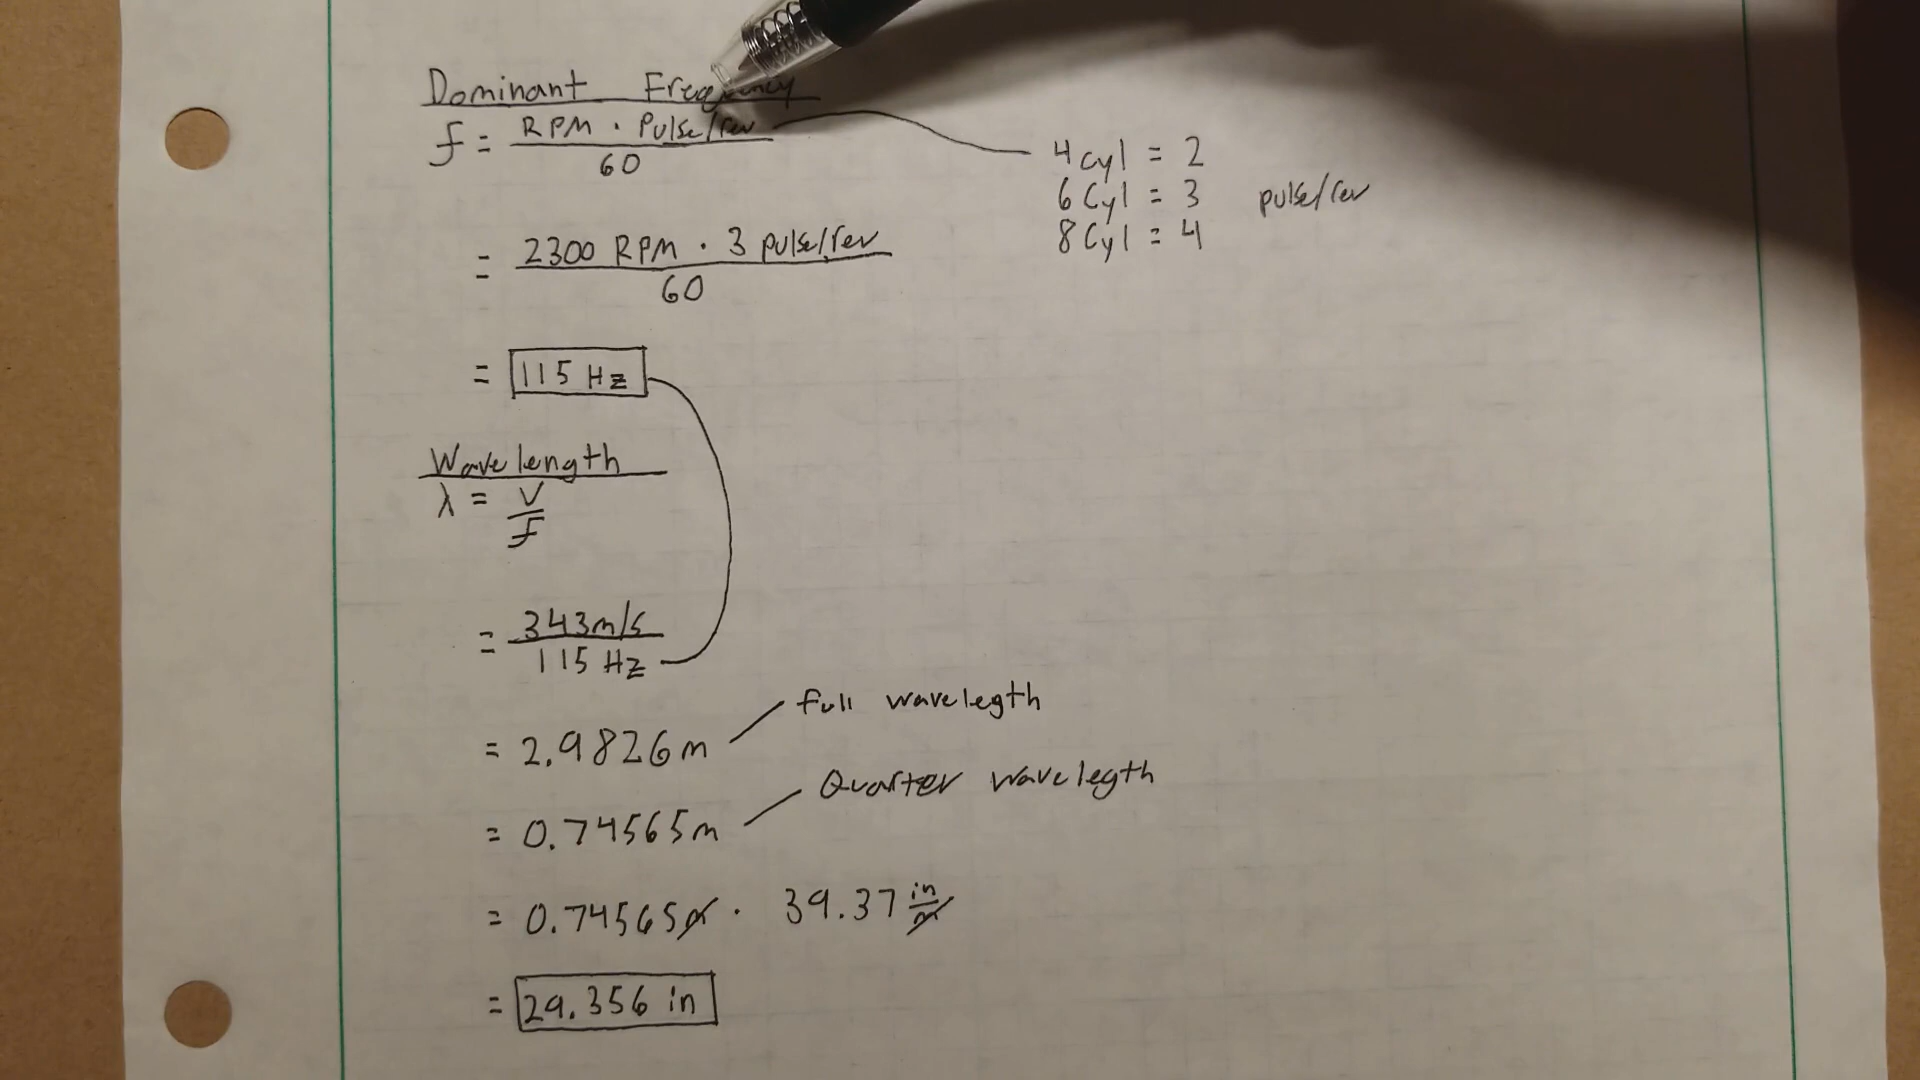 Dominant Frequency
f = RPM · Pulse/rev
60
4 Cyl = 2
6 Cyl = 3 pulse/rev
8 Cyl = 4
= 2300 RPM · 3 pulse/rev
60
= 115 Hz
Wavelength
λ = V
f
= 343m/s
115 Hz
= 2.9826m full wavelegth
= 0.74565m Quarter wavelegth
= 0.74565m · 39.37 in/m
= 29.356 in